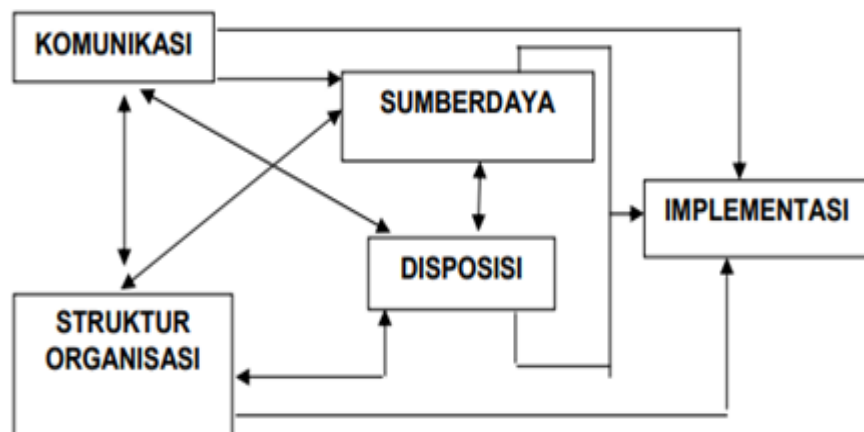 KOMUNIKASI
SUMBERDAYA
IMPLEMENTASI
DISPOSISI
STRUKTUR
ORGANISASI